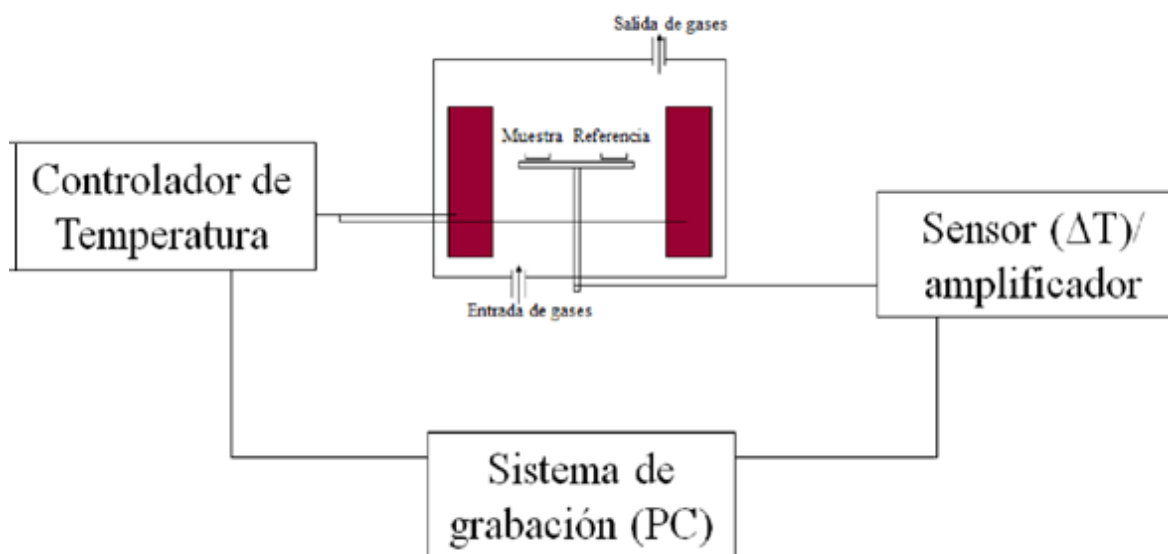 Salida de gases
Muestra Referencia
Controlador de
Temperatura
Sensor (ΔT)/
amplificador
Entrada de gases
Sistema de
grabación (PC)